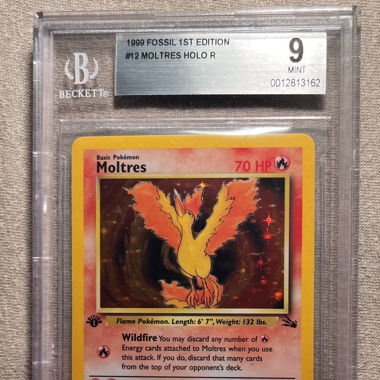 1999 FOSSIL 1ST EDITION
#12 MOLTRES HOLO R
9
MINT
0012813162
B
BECKETT®
Basic Pokémon
Moltres
70 HP
Flame Pokémon. Length: 6' 7", Weight: 132 lbs.
1
Wildfire You may discard any number of
Energy cards attached to Moltres when you use
this attack. If you do, discard that many cards
from the top of your opponent's deck.